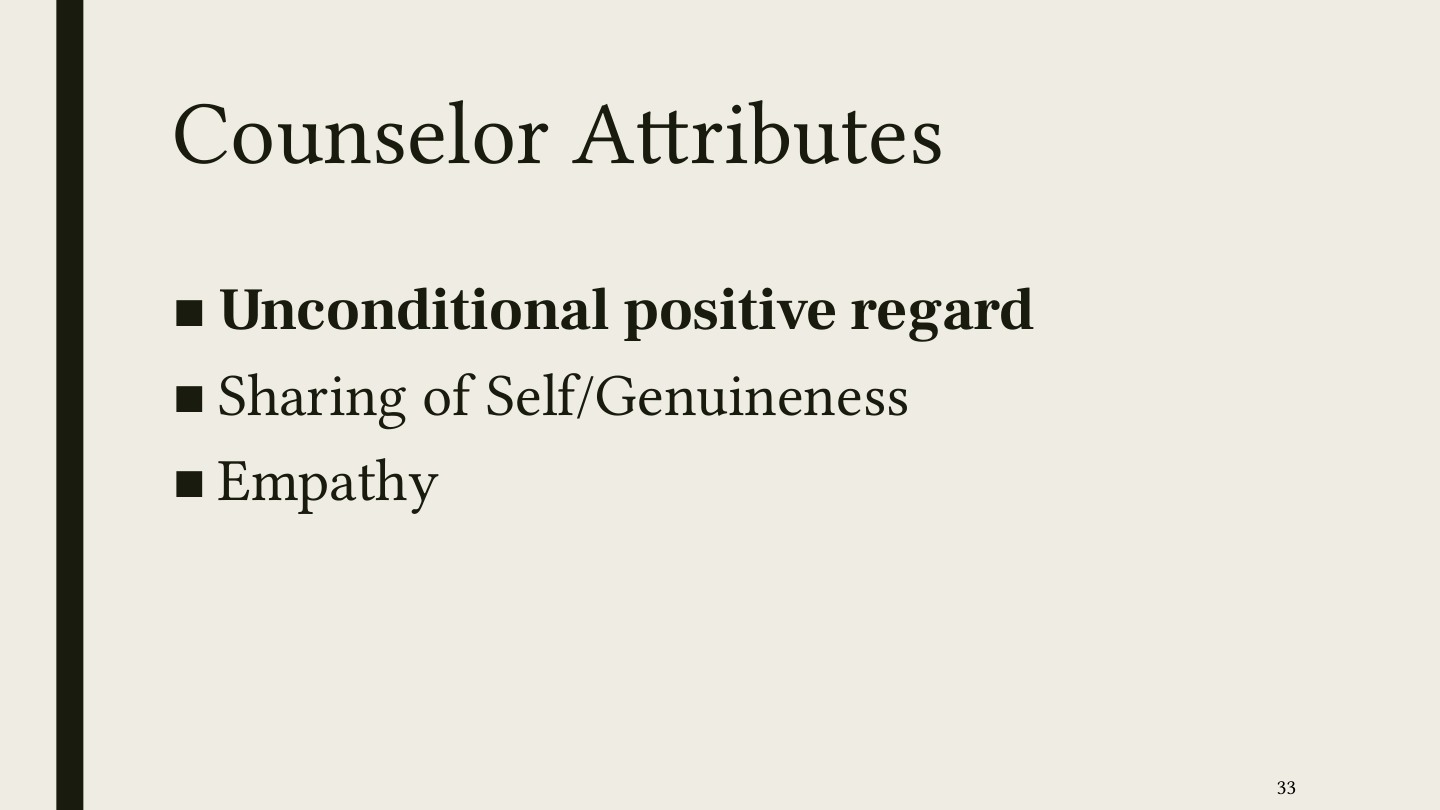 Counselor Attributes
■ Unconditional positive regard
■ Sharing of Self/Genuineness
■ Empathy
33